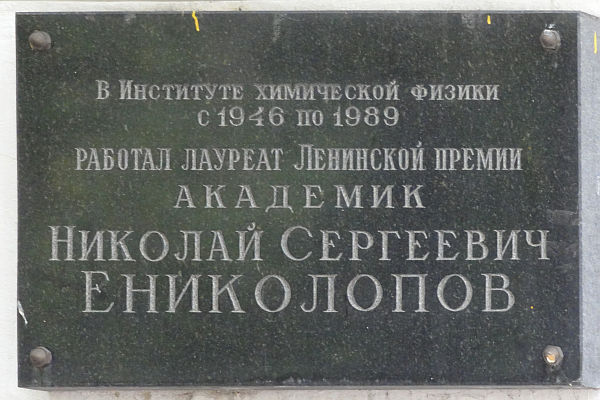 В Институте химической физики
с 1946 по 1989
РАБОТАЛ ЛАУРЕАТ ЛЕНИНСКОЙ ПРЕМИИ
АКАДЕМИК
НИКОЛАЙ СЕРГЕЕВИЧ
ЕНИКОЛОПОВ